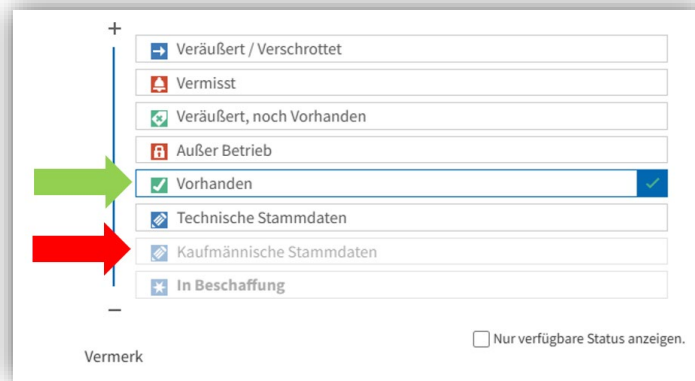 +
Veräußert / Verschrottet
Vermisst
Veräußert, noch Vorhanden
Außer Betrieb
Vorhanden
Technische Stammdaten
Kaufmännische Stammdaten
In Beschaffung
–
Nur verfügbare Status anzeigen.
Vermerk